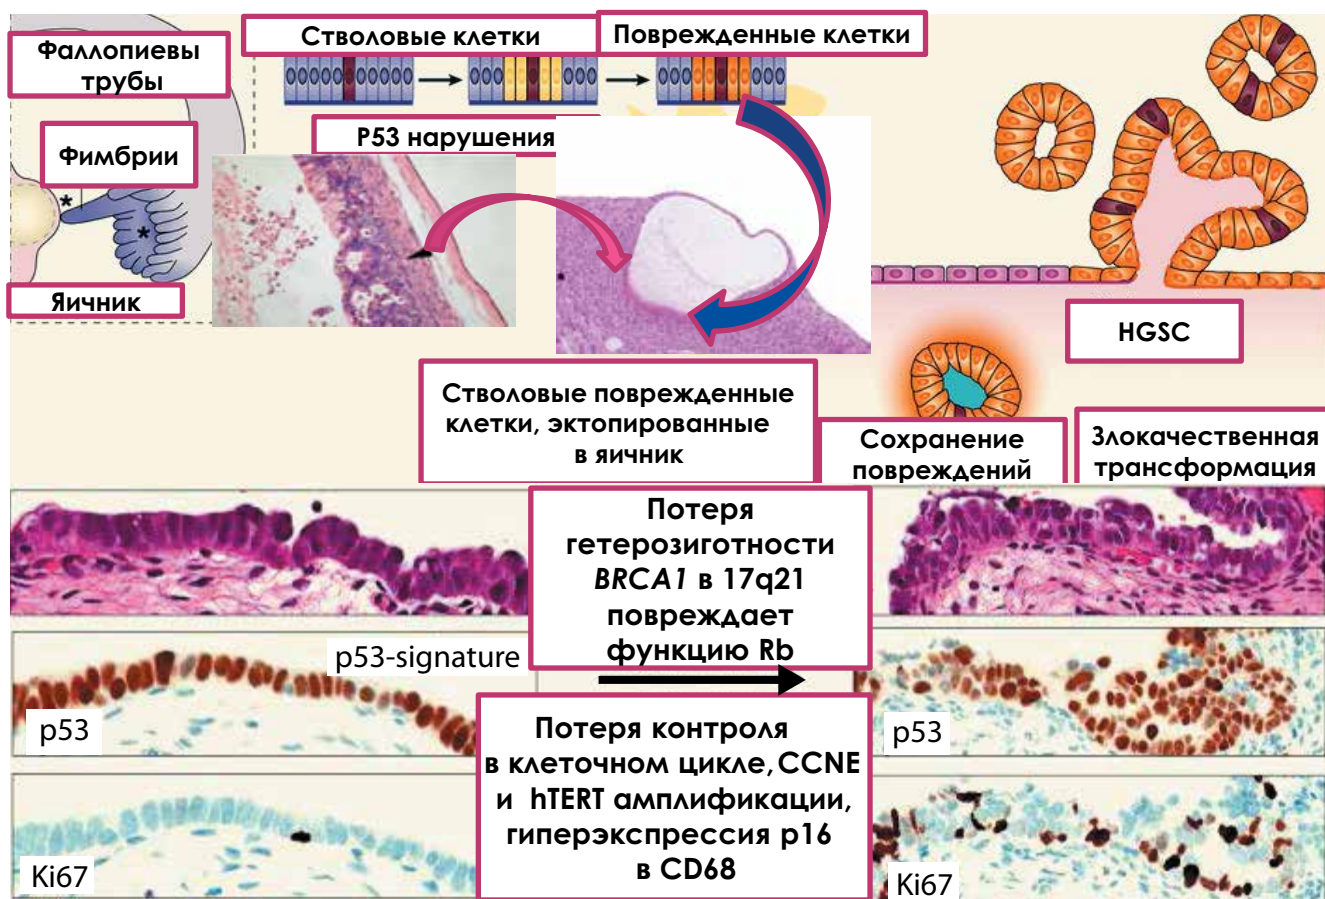 Фаллопиевы
трубы
Стволовые клетки
Поврежденные клетки
Фимбрии
*
*
Яичник
P53 нарушения
HGSC
Стволовые поврежденные
клетки, эктопированные
в яичник
Сохранение
повреждений
Злокачественная
трансформация
Потеря
гетерозиготности
BRCA1 в 17q21
повреждает
функцию Rb
p53-signature
p53
p53
Потеря контроля
в клеточном цикле, CCNE
и hTERT амплификации,
гиперэкспрессия p16
в CD68
Ki67
Ki67